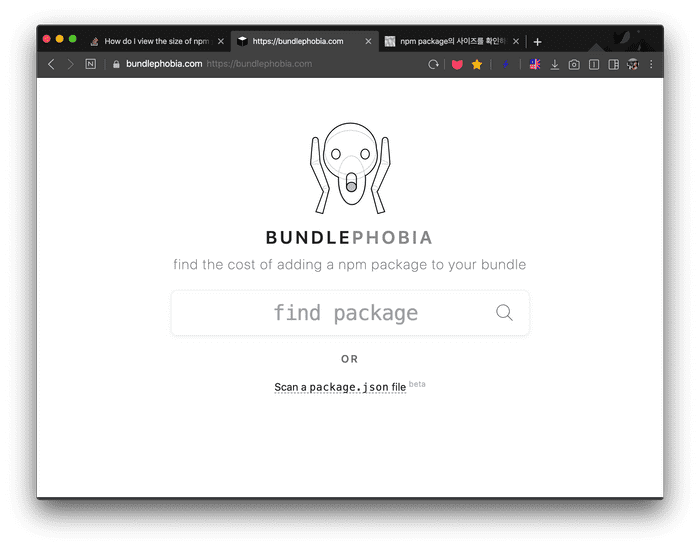 How do I view the size of npm
https://bundlephobia.com
npm package의 사이즈를 확인하
bundlephobia.com https://bundlephobia.com
BUNDLEPHOBIA
find the cost of adding a npm package to your bundle
find package
OR
Scan a package.json file beta